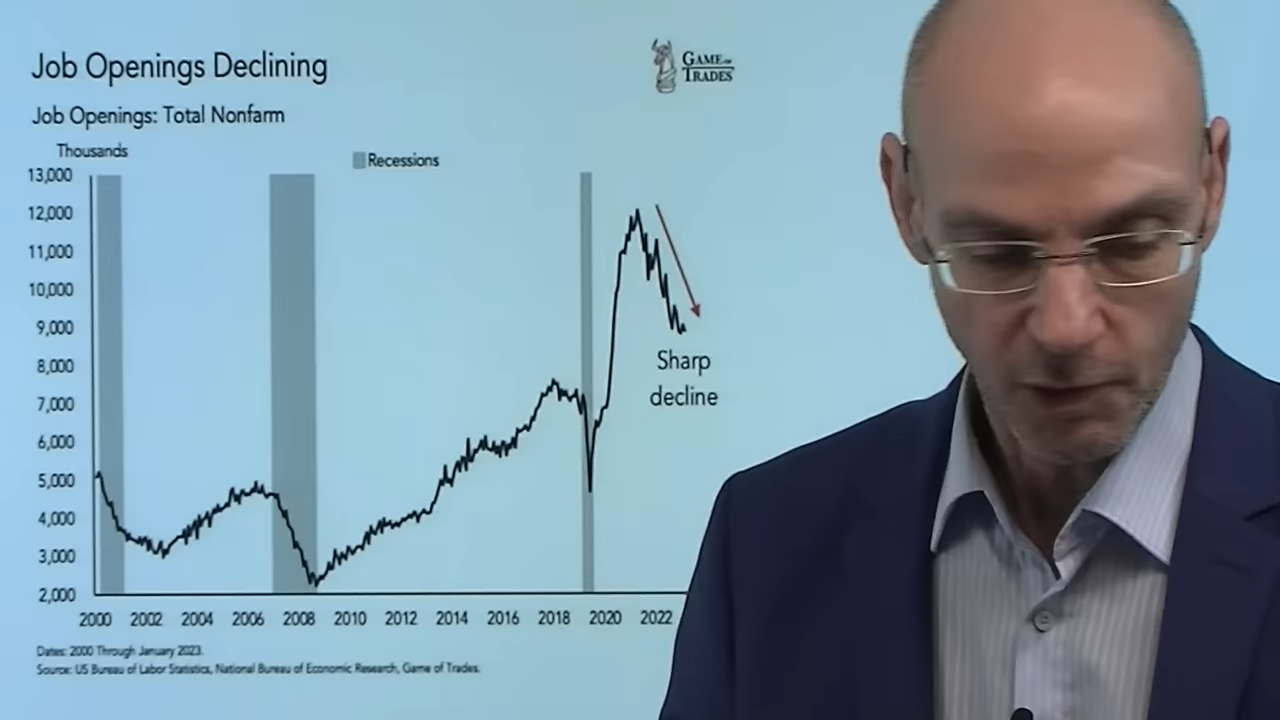 Job Openings Declining
GAME OF
TRADES
Job Openings: Total Nonfarm
Thousands
Recessions
13,000
12,000
11,000
10,000
9,000
8,000
7,000
6,000
5,000
4,000
3,000
2,000
Sharp
decline
2000 2002 2004 2006 2008 2010 2012 2014 2016 2018 2020 2022
Dates: 2000 Through January 2023.
Source: US Bureau of Labor Statistics, National Bureau of Economic Research, Game of Trades.